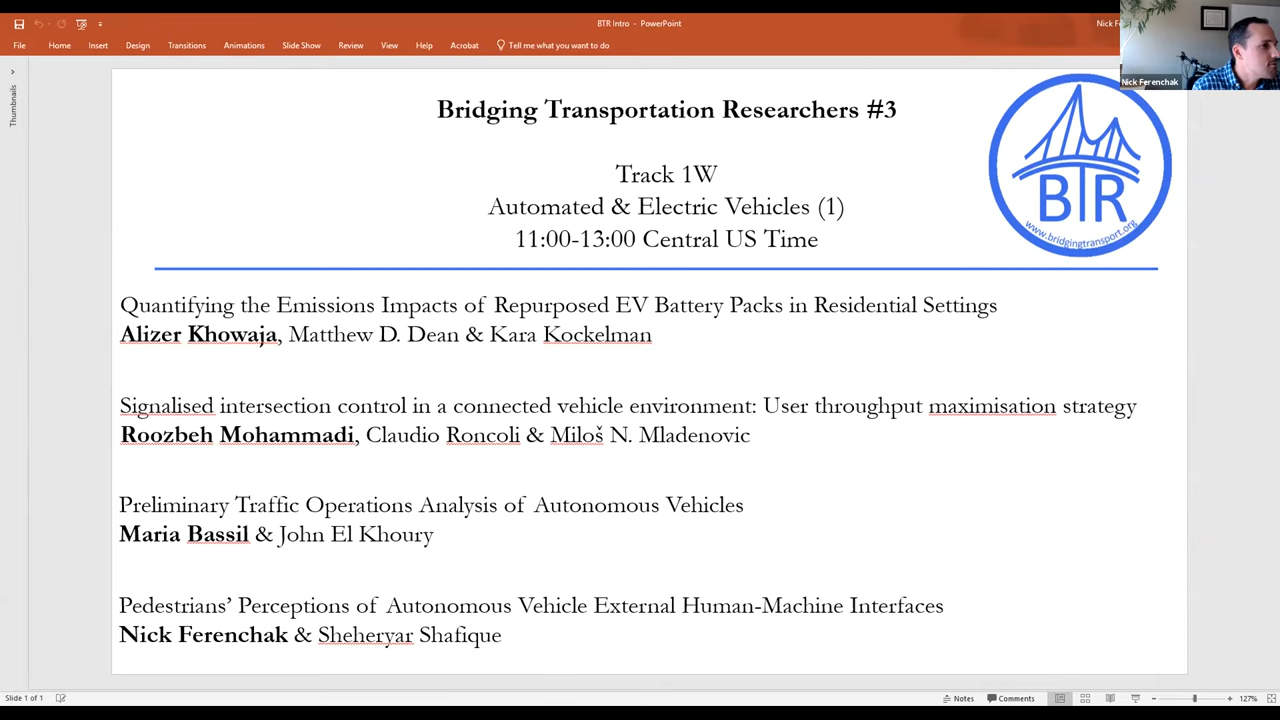 BTR Intro - PowerPoint
File Home Insert Design Transitions Animations Slide Show Review View Help Acrobat Tell me what you want to do
Nick Ferenchak
Thumbnails
Bridging Transportation Researchers #3
Track 1W
Automated & Electric Vehicles (1)
11:00-13:00 Central US Time
BTR
www.bridgingtransport.org
Quantifying the Emissions Impacts of Repurposed EV Battery Packs in Residential Settings
Alizer Khowaja, Matthew D. Dean & Kara Kockelman
Signalised intersection control in a connected vehicle environment: User throughput maximisation strategy
Roozbeh Mohammadi, Claudio Roncoli & Miloš N. Mladenovic
Preliminary Traffic Operations Analysis of Autonomous Vehicles
Maria Bassil & John El Khoury
Pedestrians’ Perceptions of Autonomous Vehicle External Human-Machine Interfaces
Nick Ferenchak & Sheheryar Shafique
Slide 1 of 1 Notes Comments 127%